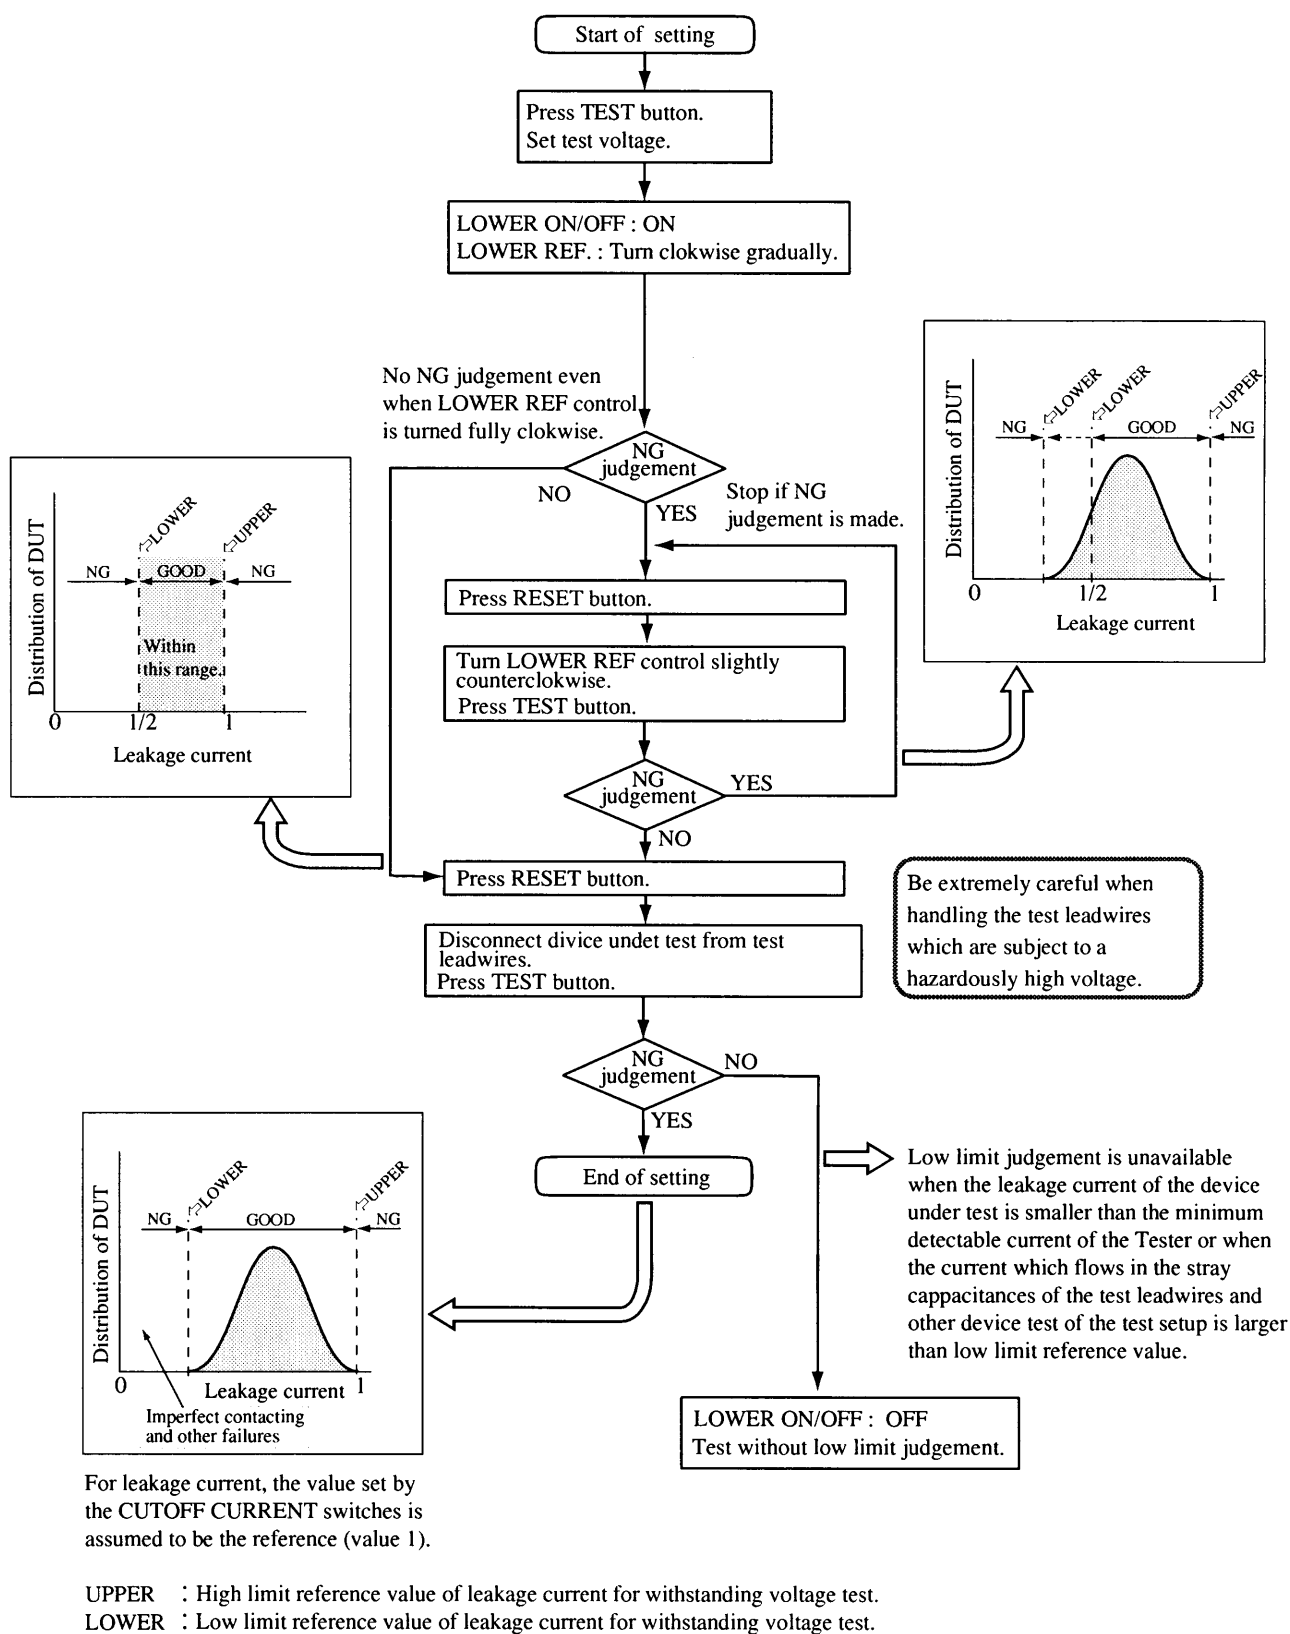 Start of setting
Press TEST button.
Set test voltage.
LOWER ON/OFF : ON
LOWER REF. : Turn clokwise gradually.
No NG judgement even
when LOWER REF control
is turned fully clokwise.
NG
judgement
NO
YES
Stop if NG
judgement is made.
Distribution of DUT
LOWER
LOWER
UPPER
NG
GOOD
NG
0
1/2
1
Leakage current
Distribution of DUT
LOWER
UPPER
NG
GOOD
NG
Within
this range.
0
1/2
1
Leakage current
Press RESET button.
Turn LOWER REF control slightly
counterclokwise.
Press TEST button.
NG
judgement
YES
NO
Press RESET button.
Be extremely careful when
handling the test leadwires
which are subject to a
hazardously high voltage.
Disconnect divice undet test from test
leadwires.
Press TEST button.
NG
judgement
NO
YES
End of setting
Distribution of DUT
LOWER
UPPER
NG
GOOD
NG
0
Leakage current
1
Imperfect contacting
and other failures
Low limit judgement is unavailable
when the leakage current of the device
under test is smaller than the minimum
detectable current of the Tester or when
the current which flows in the stray
cappacitances of the test leadwires and
other device test of the test setup is larger
than low limit reference value.
LOWER ON/OFF : OFF
Test without low limit judgement.
For leakage current, the value set by
the CUTOFF CURRENT switches is
assumed to be the reference (value 1).
UPPER : High limit reference value of leakage current for withstanding voltage test.
LOWER : Low limit reference value of leakage current for withstanding voltage test.